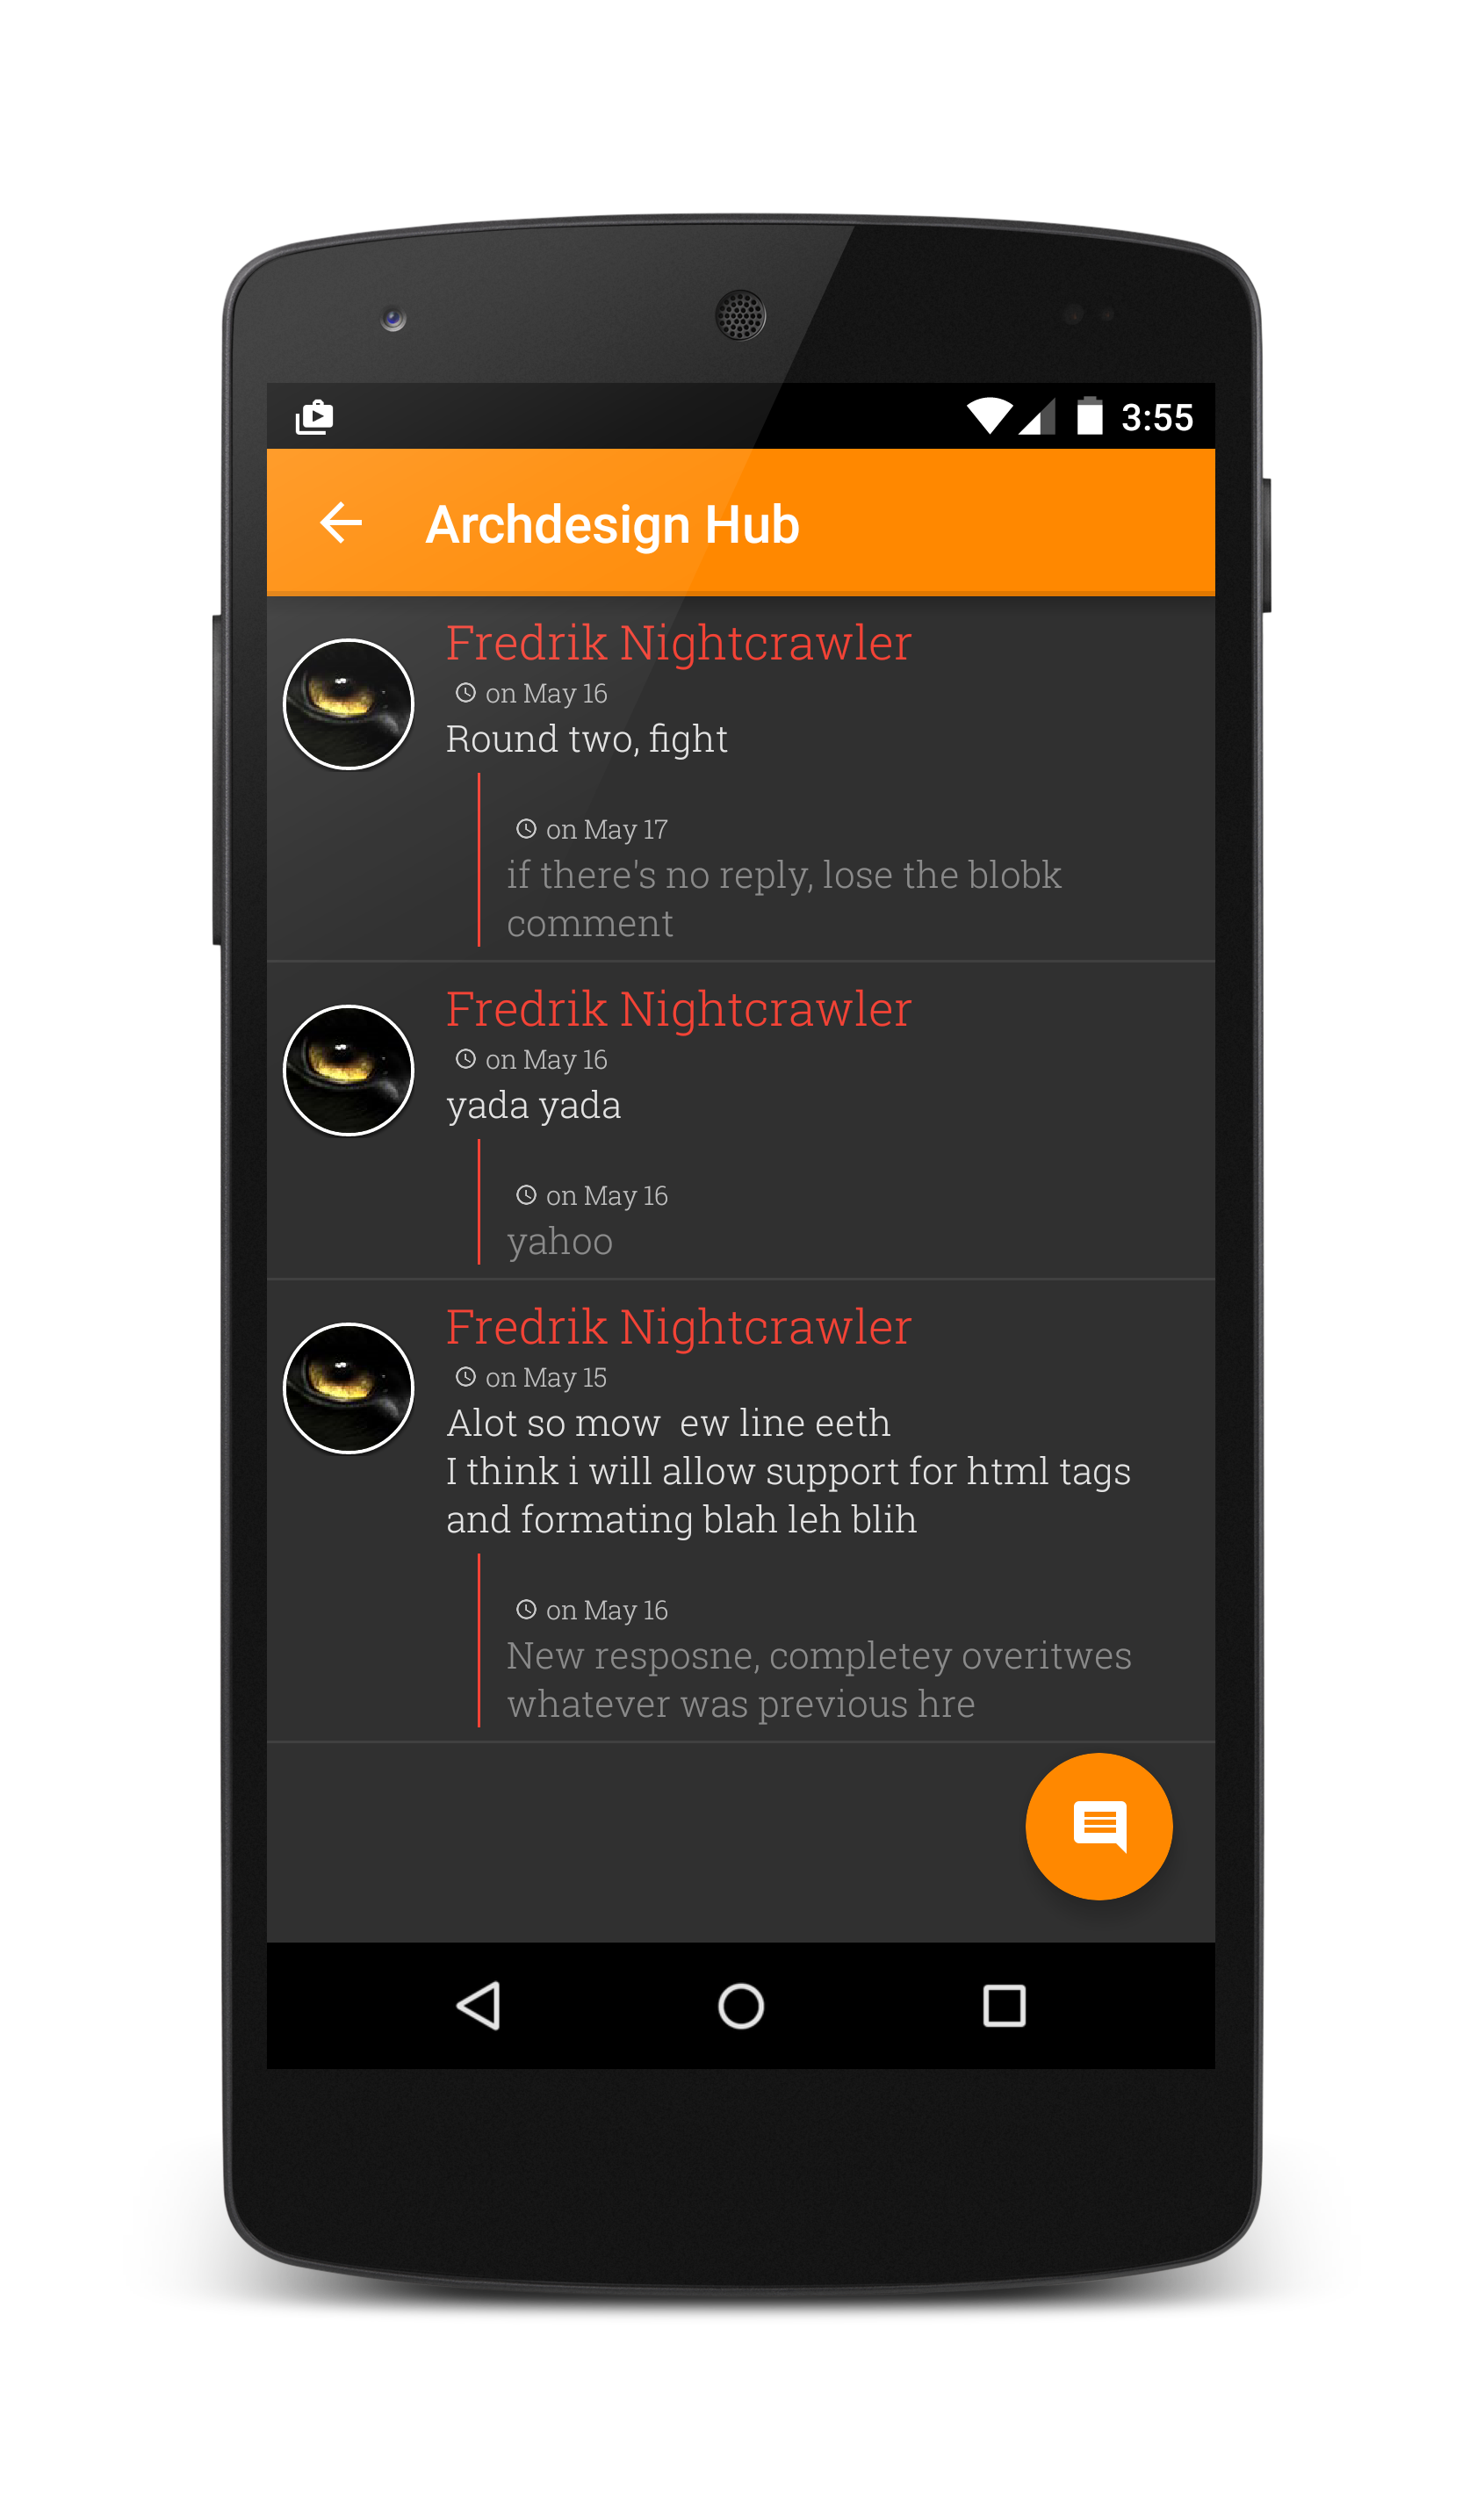 3:55
Archdesign Hub
Fredrik Nightcrawler
on May 16
Round two, fight
on May 17
if there's no reply, lose the blobk
comment
Fredrik Nightcrawler
on May 16
yada yada
on May 16
yahoo
Fredrik Nightcrawler
on May 15
Alot so mow  ew line eeth
I think i will allow support for html tags
and formating blah leh blih
on May 16
New resposne, completey overitwes
whatever was previous hre